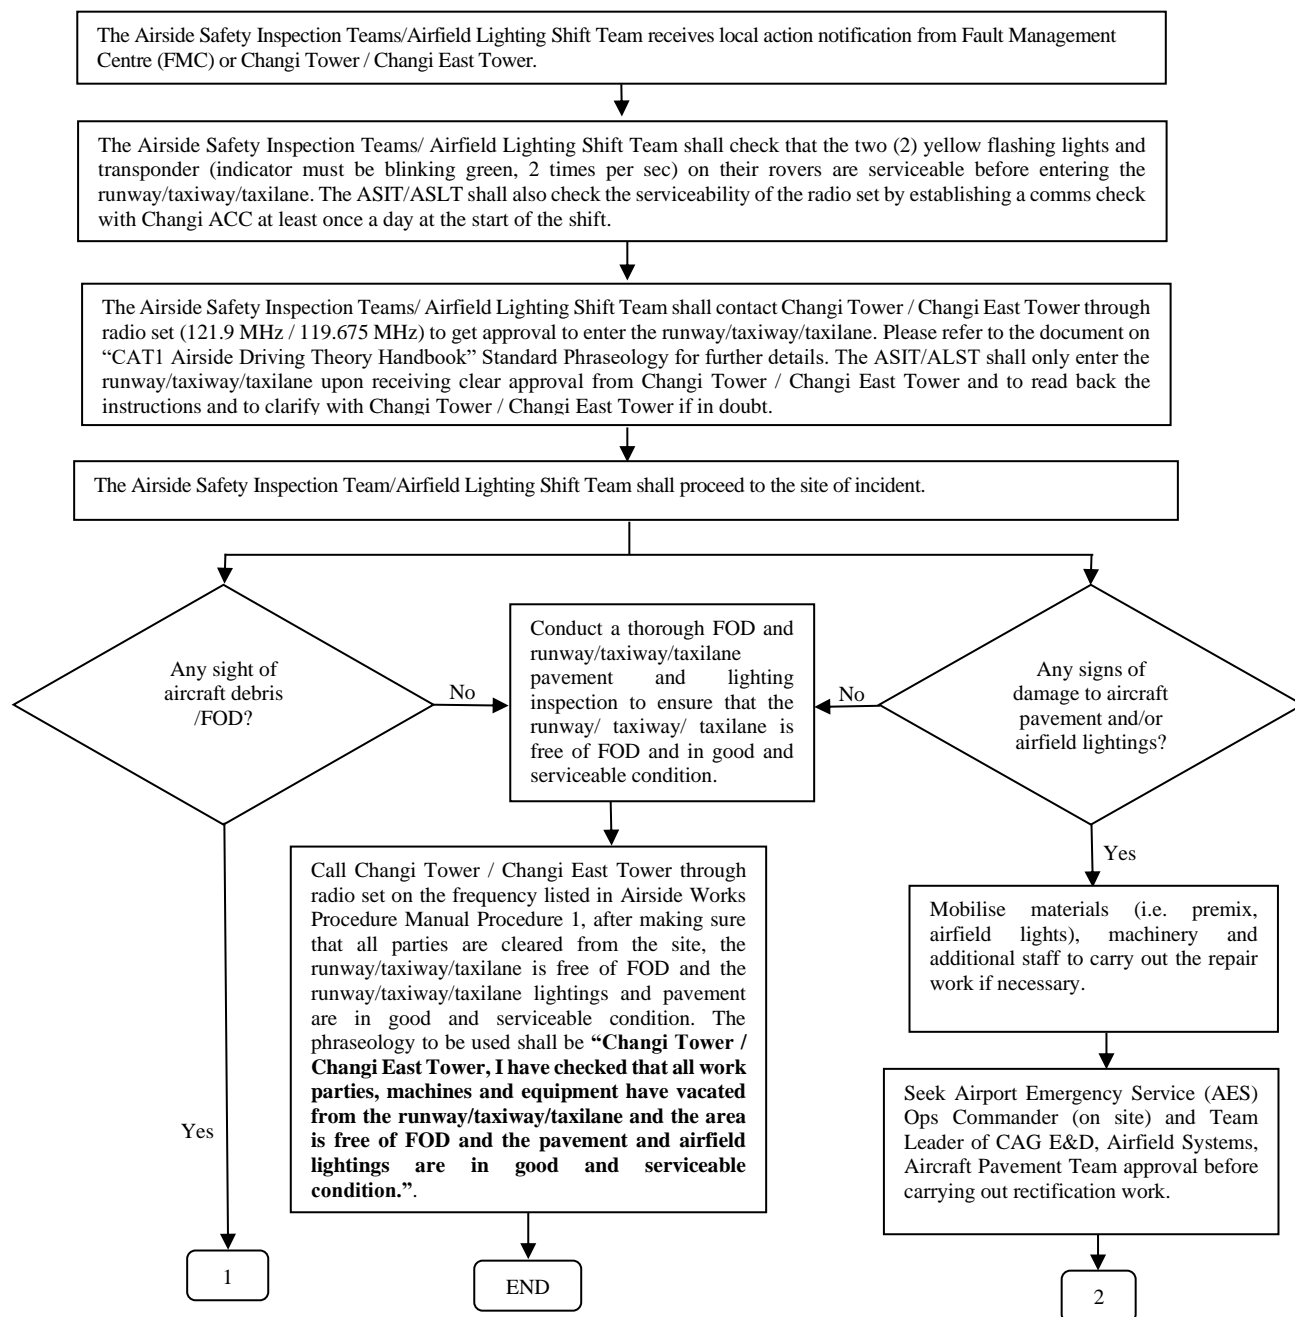 The Airside Safety Inspection Teams/Airfield Lighting Shift Team receives local action notification from Fault Management
Centre (FMC) or Changi Tower / Changi East Tower.
The Airside Safety Inspection Teams/ Airfield Lighting Shift Team shall check that the two (2) yellow flashing lights and
transponder (indicator must be blinking green, 2 times per sec) on their rovers are serviceable before entering the
runway/taxiway/taxilane. The ASIT/ASLT shall also check the serviceability of the radio set by establishing a comms check
with Changi ACC at least once a day at the start of the shift.
The Airside Safety Inspection Teams/ Airfield Lighting Shift Team shall contact Changi Tower / Changi East Tower through
radio set (121.9 MHz / 119.675 MHz) to get approval to enter the runway/taxiway/taxilane. Please refer to the document on
“CAT1 Airside Driving Theory Handbook” Standard Phraseology for further details. The ASIT/ALST shall only enter the
runway/taxiway/taxilane upon receiving clear approval from Changi Tower / Changi East Tower and to read back the
instructions and to clarify with Changi Tower / Changi East Tower if in doubt.
The Airside Safety Inspection Team/Airfield Lighting Shift Team shall proceed to the site of incident.
Any sight of
aircraft debris
/FOD?
No
Conduct a thorough FOD and
runway/taxiway/taxilane
pavement and lighting
inspection to ensure that the
runway/ taxiway/ taxilane is
free of FOD and in good and
serviceable condition.
No
Any signs of
damage to aircraft
pavement and/or
airfield lightings?
Yes
Call Changi Tower / Changi East Tower through
radio set on the frequency listed in Airside Works
Procedure Manual Procedure 1, after making sure
that all parties are cleared from the site, the
runway/taxiway/taxilane is free of FOD and the
runway/taxiway/taxilane lightings and pavement
are in good and serviceable condition. The
phraseology to be used shall be “Changi Tower /
Changi East Tower, I have checked that all work
parties, machines and equipment have vacated
from the runway/taxiway/taxilane and the area
is free of FOD and the pavement and airfield
lightings are in good and serviceable
condition.”.
Yes
Mobilise materials (i.e. premix,
airfield lights), machinery and
additional staff to carry out the repair
work if necessary.
Seek Airport Emergency Service (AES)
Ops Commander (on site) and Team
Leader of CAG E&D, Airfield Systems,
Aircraft Pavement Team approval before
carrying out rectification work.
1
END
2